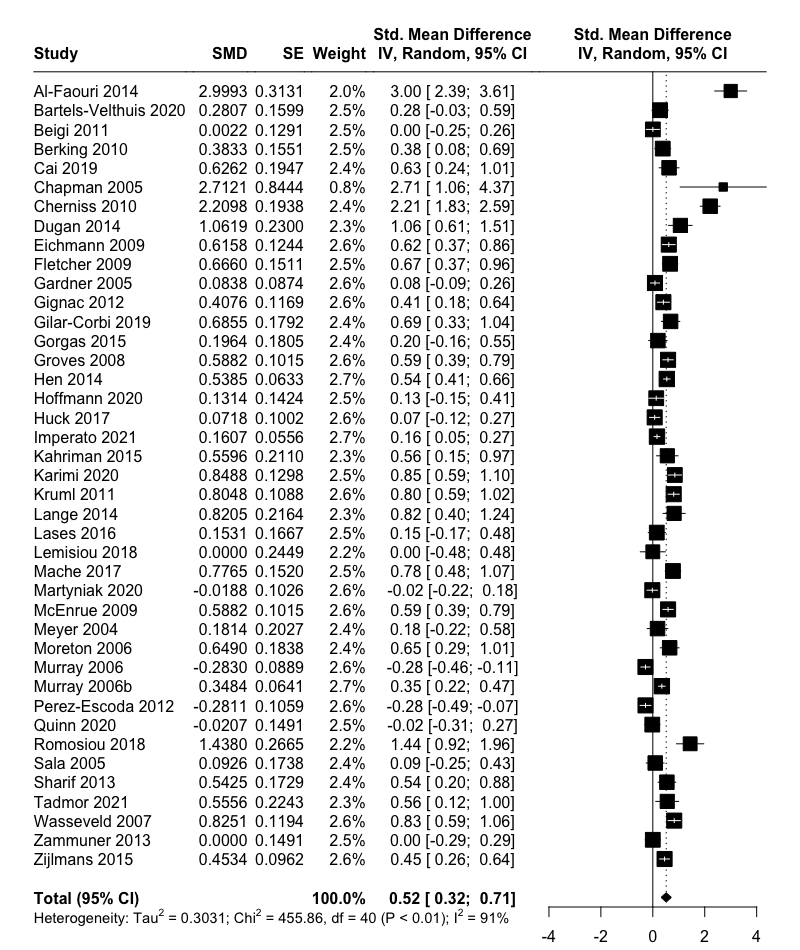 Std. Mean Difference Std. Mean Difference
Study SMD SE Weight IV, Random, 95% CI IV, Random, 95% CI
Al-Faouri 2014 2.9993 0.3131 2.0% 3.00 [ 2.39; 3.61]
Bartels-Velthuis 2020 0.2807 0.1599 2.5% 0.28 [-0.03; 0.59]
Beigi 2011 0.0022 0.1291 2.5% 0.00 [-0.25; 0.26]
Berking 2010 0.3833 0.1551 2.5% 0.38 [ 0.08; 0.69]
Cai 2019 0.6262 0.1947 2.4% 0.63 [ 0.24; 1.01]
Chapman 2005 2.7121 0.8444 0.8% 2.71 [ 1.06; 4.37]
Cherniss 2010 2.2098 0.1938 2.4% 2.21 [ 1.83; 2.59]
Dugan 2014 1.0619 0.2300 2.3% 1.06 [ 0.61; 1.51]
Eichmann 2009 0.6158 0.1244 2.6% 0.62 [ 0.37; 0.86]
Fletcher 2009 0.6660 0.1511 2.5% 0.67 [ 0.37; 0.96]
Gardner 2005 0.0838 0.0874 2.6% 0.08 [-0.09; 0.26]
Gignac 2012 0.4076 0.1169 2.6% 0.41 [ 0.18; 0.64]
Gilar-Corbi 2019 0.6855 0.1792 2.4% 0.69 [ 0.33; 1.04]
Gorgas 2015 0.1964 0.1805 2.4% 0.20 [-0.16; 0.55]
Groves 2008 0.5882 0.1015 2.6% 0.59 [ 0.39; 0.79]
Hen 2014 0.5385 0.0633 2.7% 0.54 [ 0.41; 0.66]
Hoffmann 2020 0.1314 0.1424 2.5% 0.13 [-0.15; 0.41]
Huck 2017 0.0718 0.1002 2.6% 0.07 [-0.12; 0.27]
Imperato 2021 0.1607 0.0556 2.7% 0.16 [ 0.05; 0.27]
Kahriman 2015 0.5596 0.2110 2.3% 0.56 [ 0.15; 0.97]
Karimi 2020 0.8488 0.1298 2.5% 0.85 [ 0.59; 1.10]
Kruml 2011 0.8048 0.1088 2.6% 0.80 [ 0.59; 1.02]
Lange 2014 0.8205 0.2164 2.3% 0.82 [ 0.40; 1.24]
Lases 2016 0.1531 0.1667 2.5% 0.15 [-0.17; 0.48]
Lemisiou 2018 0.0000 0.2449 2.2% 0.00 [-0.48; 0.48]
Mache 2017 0.7765 0.1520 2.5% 0.78 [ 0.48; 1.07]
Martyniak 2020 -0.0188 0.1026 2.6% -0.02 [-0.22; 0.18]
McEnrue 2009 0.5882 0.1015 2.6% 0.59 [ 0.39; 0.79]
Meyer 2004 0.1814 0.2027 2.4% 0.18 [-0.22; 0.58]
Moreton 2006 0.6490 0.1838 2.4% 0.65 [ 0.29; 1.01]
Murray 2006 -0.2830 0.0889 2.6% -0.28 [-0.46; -0.11]
Murray 2006b 0.3484 0.0641 2.7% 0.35 [ 0.22; 0.47]
Perez-Escoda 2012 -0.2811 0.1059 2.6% -0.28 [-0.49; -0.07]
Quinn 2020 -0.0207 0.1491 2.5% -0.02 [-0.31; 0.27]
Romosiou 2018 1.4380 0.2665 2.2% 1.44 [ 0.92; 1.96]
Sala 2005 0.0926 0.1738 2.4% 0.09 [-0.25; 0.43]
Sharif 2013 0.5425 0.1729 2.4% 0.54 [ 0.20; 0.88]
Tadmor 2021 0.5556 0.2243 2.3% 0.56 [ 0.12; 1.00]
Wasseveld 2007 0.8251 0.1194 2.6% 0.83 [ 0.59; 1.06]
Zammuner 2013 0.0000 0.1491 2.5% 0.00 [-0.29; 0.29]
Zijlmans 2015 0.4534 0.0962 2.6% 0.45 [ 0.26; 0.64]
Total (95% CI) 100.0% 0.52 [ 0.32; 0.71]
Heterogeneity: Tau² = 0.3031; Chi² = 455.86, df = 40 (P < 0.01); I² = 91%
-4 -2 0 2 4